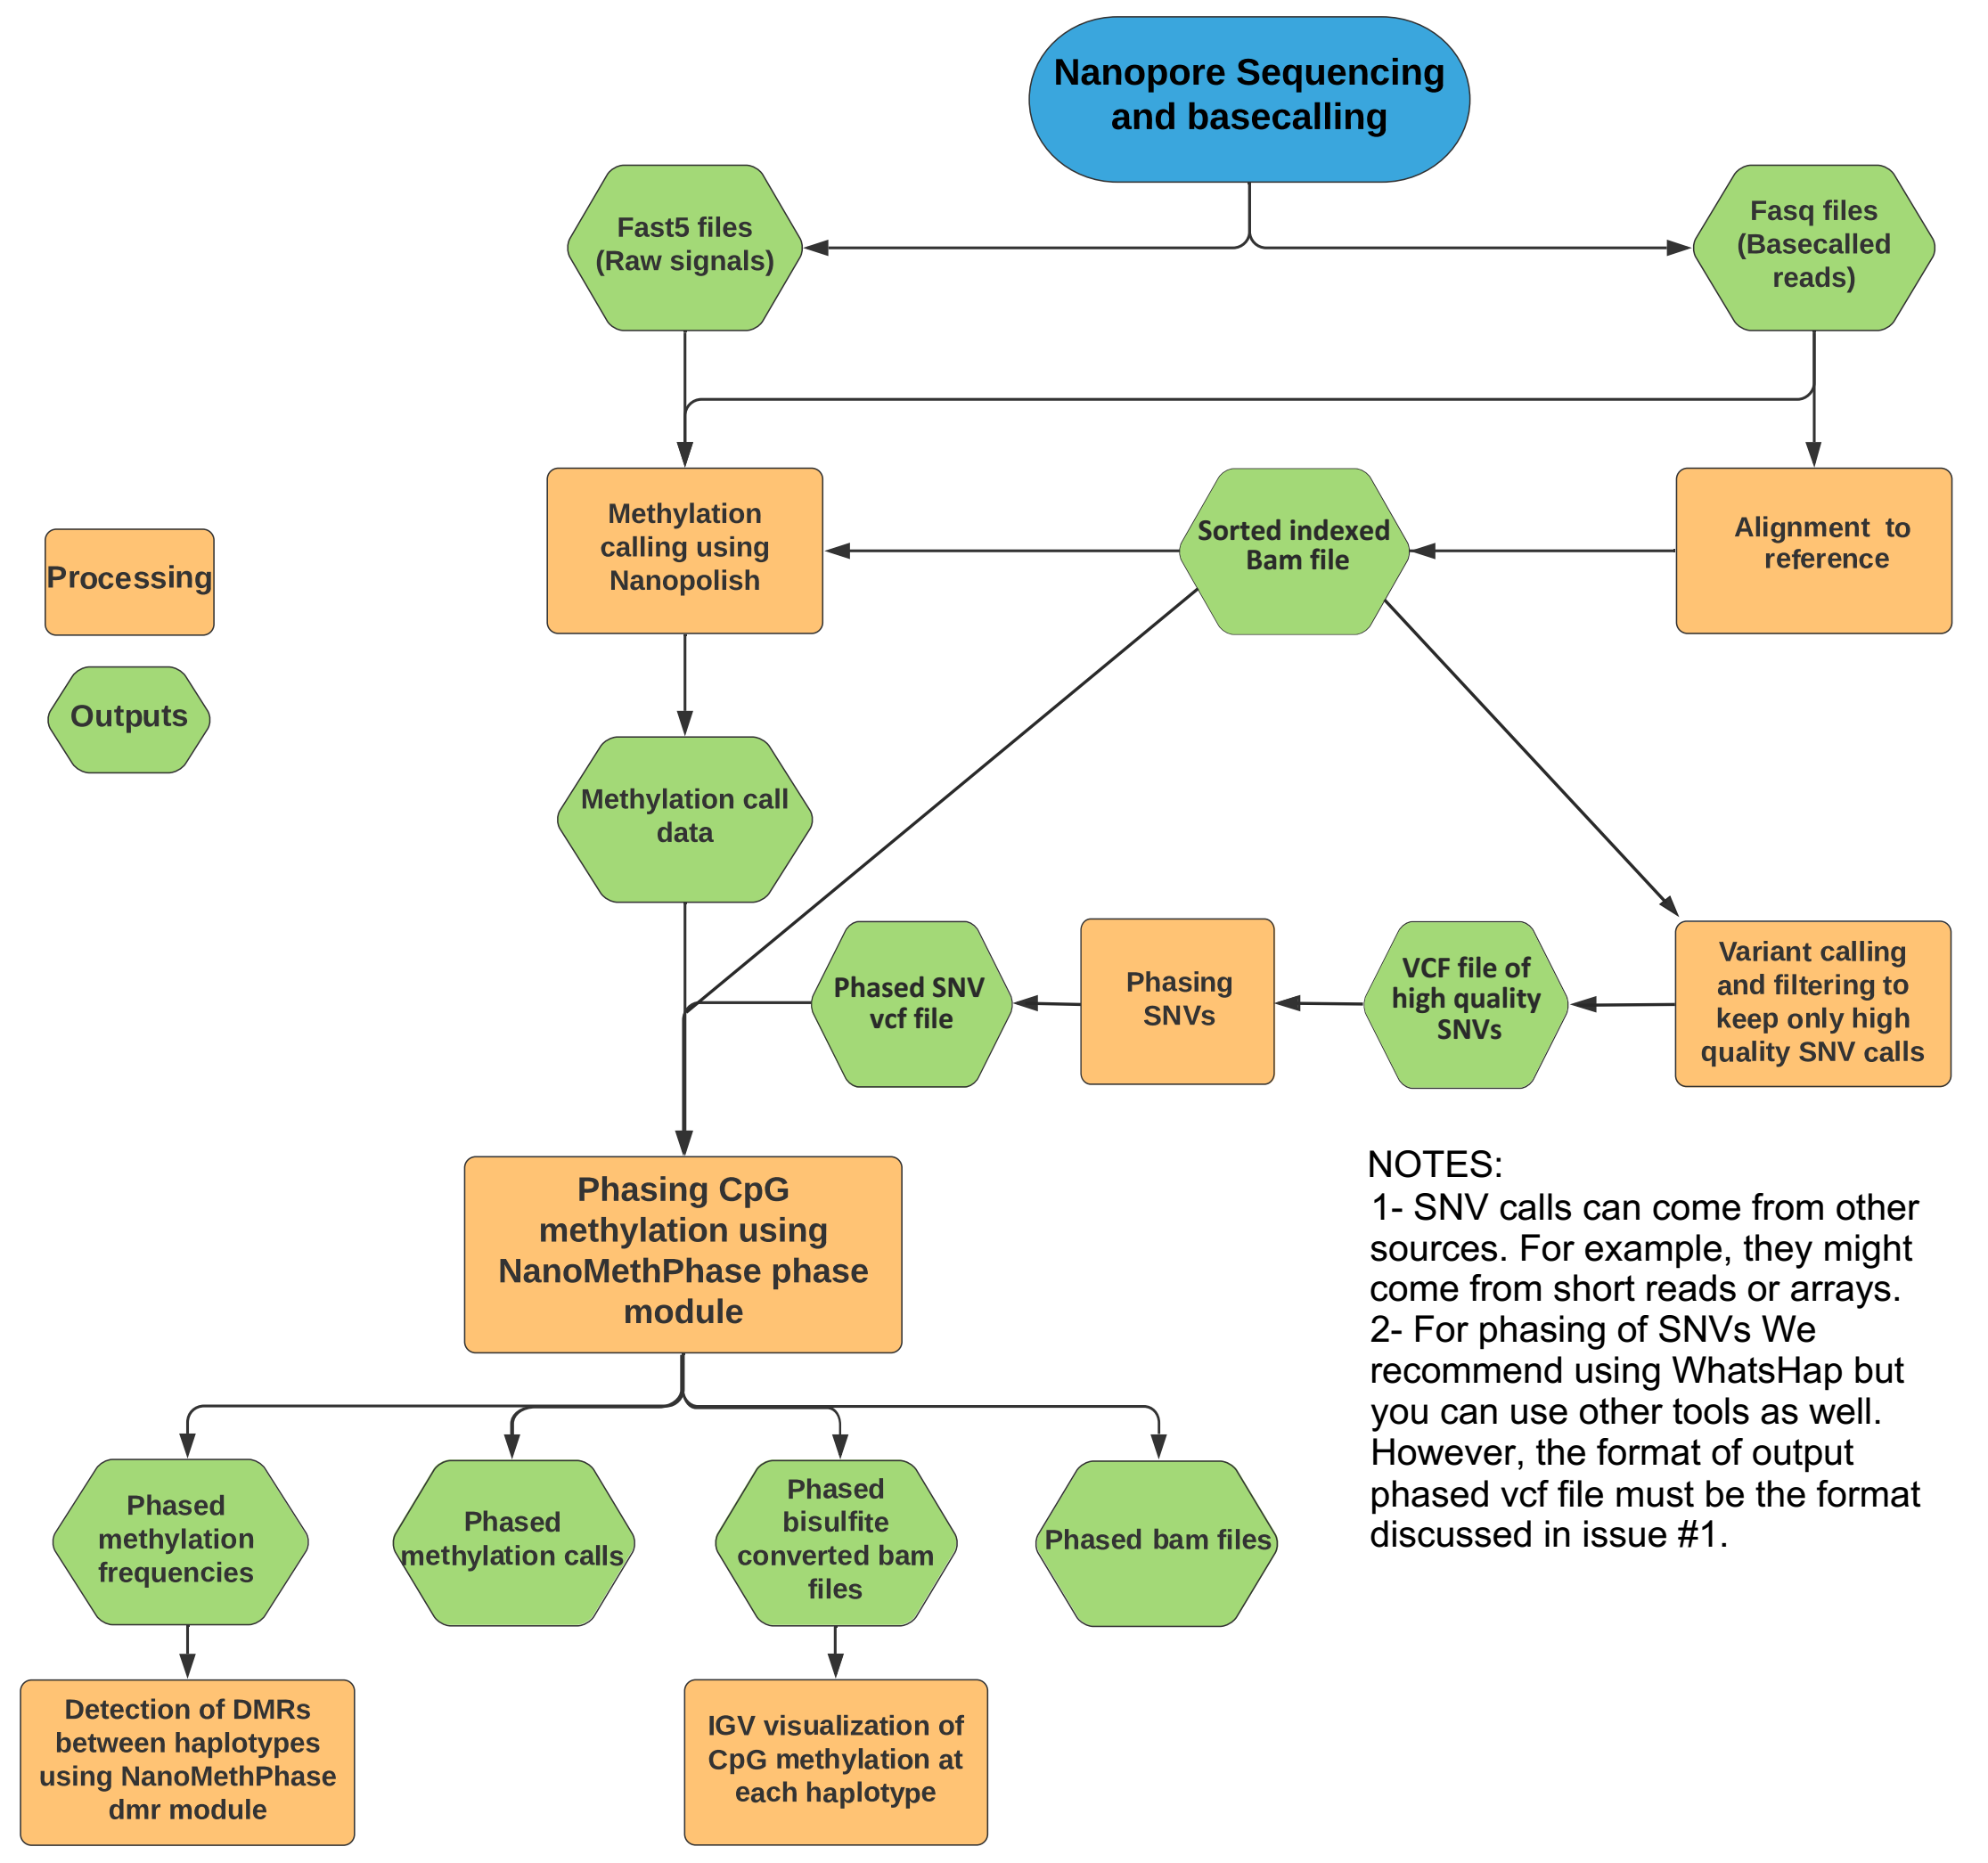 Nanopore Sequencing
and basecalling
Fast5 files
(Raw signals)
Fasq files
(Basecalled
reads)
Methylation
calling using
Nanopolish
Sorted indexed
Bam file
Alignment  to
reference
Processing
Outputs
Methylation call
data
Phased SNV
vcf file
Phasing
SNVs
VCF file of
high quality
SNVs
Variant calling
and filtering to
keep only high
quality SNV calls
Phasing CpG
methylation using
NanoMethPhase phase
module
NOTES:
1- SNV calls can come from other
sources. For example, they might
come from short reads or arrays.
2- For phasing of SNVs We
recommend using WhatsHap but
you can use other tools as well.
However, the format of output
phased vcf file must be the format
discussed in issue #1.
Phased
methylation
frequencies
Phased
methylation calls
Phased
bisulfite
converted bam
files
Phased bam files
Detection of DMRs
between haplotypes
using NanoMethPhase
dmr module
IGV visualization of
CpG methylation at
each haplotype